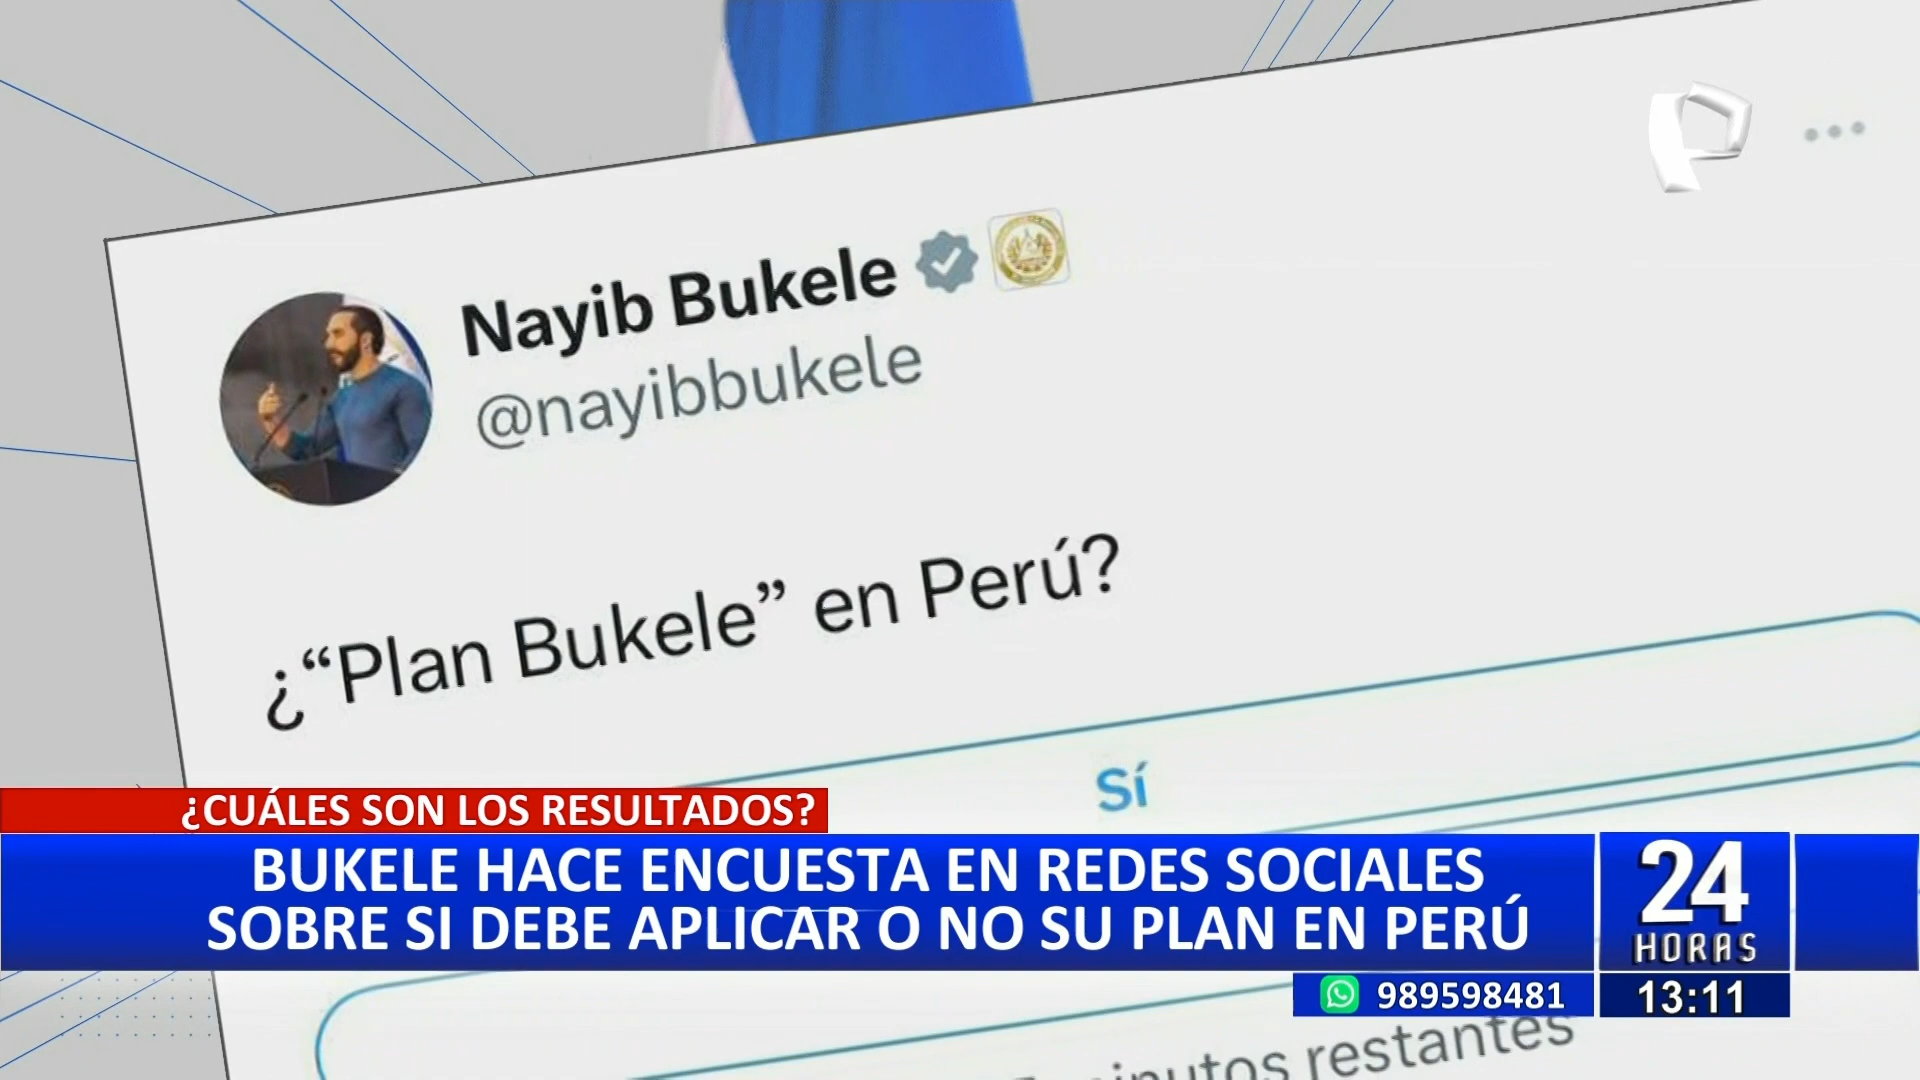 Nayib Bukele
@nayibbukele
¿“Plan Bukele” en Perú?
Sí
¿CUÁLES SON LOS RESULTADOS?
BUKELE HACE ENCUESTA EN REDES SOCIALES
SOBRE SI DEBE APLICAR O NO SU PLAN EN PERÚ
24
HORAS
989598481
13:11
minutos restantes